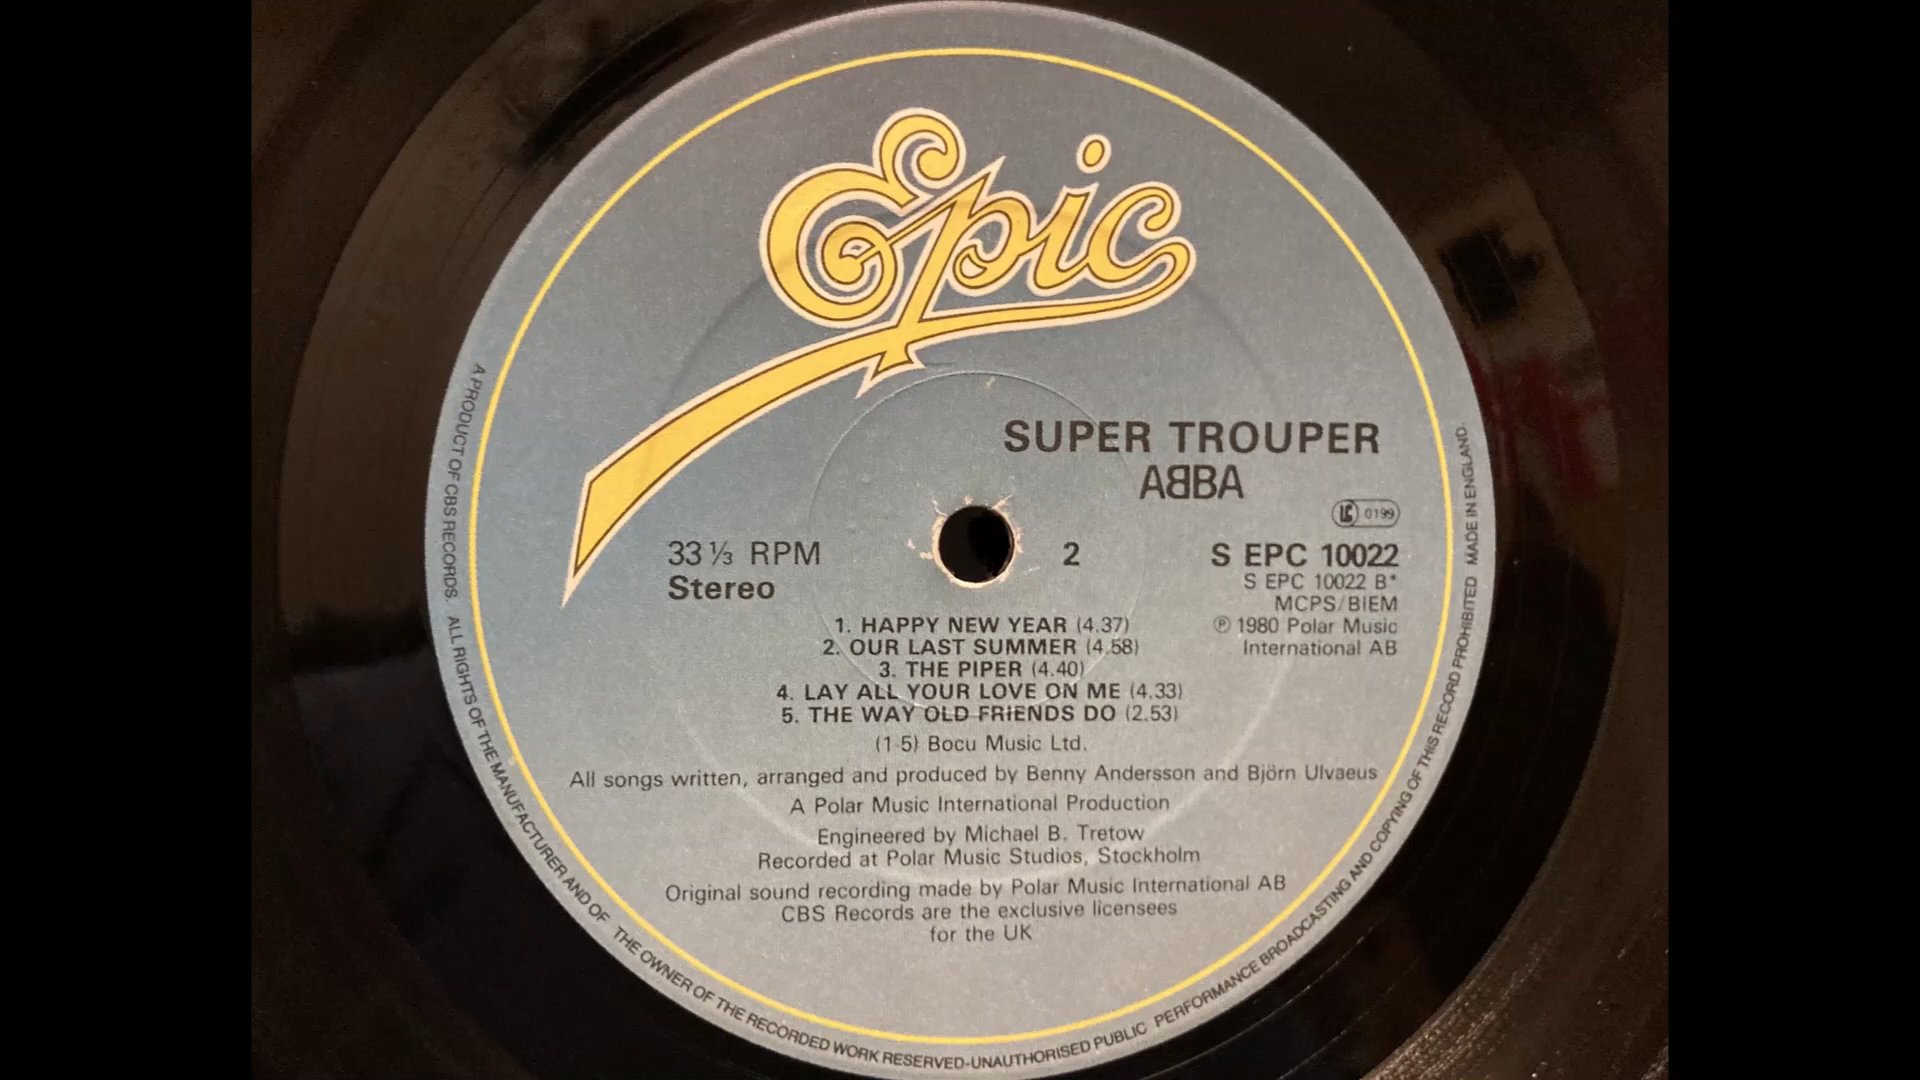 Epic
SUPER TROUPER
ABBA
LC 0199
33 ⅓ RPM
Stereo
2
S EPC 10022
S EPC 10022 B*
MCPS/BIEM
℗ 1980 Polar Music
International AB
1. HAPPY NEW YEAR (4.37)
2. OUR LAST SUMMER (4.58)
3. THE PIPER (4.40)
4. LAY ALL YOUR LOVE ON ME (4.33)
5. THE WAY OLD FRIENDS DO (2.53)
(1-5) Bocu Music Ltd.
All songs written, arranged and produced by Benny Andersson and Björn Ulvaeus
A Polar Music International Production
Engineered by Michael B. Tretow
Recorded at Polar Music Studios, Stockholm
Original sound recording made by Polar Music International AB
CBS Records are the exclusive licensees
for the UK
A PRODUCT OF CBS RECORDS. ALL RIGHTS OF THE MANUFACTURER AND OF THE OWNER OF THE RECORDED WORK RESERVED-UNAUTHORISED PUBLIC PERFORMANCE BROADCASTING AND COPYING OF THIS RECORD PROHIBITED MADE IN ENGLAND.